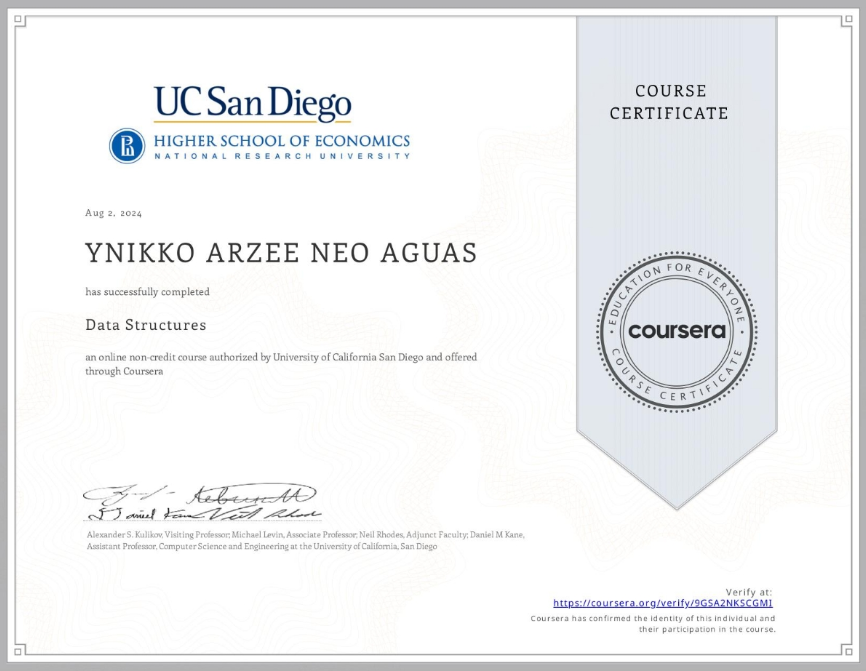 UC San Diego
HIGHER SCHOOL OF ECONOMICS
NATIONAL RESEARCH UNIVERSITY
COURSE
CERTIFICATE
Aug 2, 2024
YNIKKO ARZEE NEO AGUAS
has successfully completed
Data Structures
an online non-credit course authorized by University of California San Diego and offered
through Coursera
EDUCATION FOR EVERYONE
coursera
COURSE CERTIFICATE
Alexander S. Kulikov, Visiting Professor; Michael Levin, Associate Professor; Neil Rhodes, Adjunct Faculty; Daniel M Kane,
Assistant Professor, Computer Science and Engineering at the University of California, San Diego
Verify at:
https://coursera.org/verify/9GSA2NKSCGMJ
Coursera has confirmed the identity of this individual and
their participation in the course.